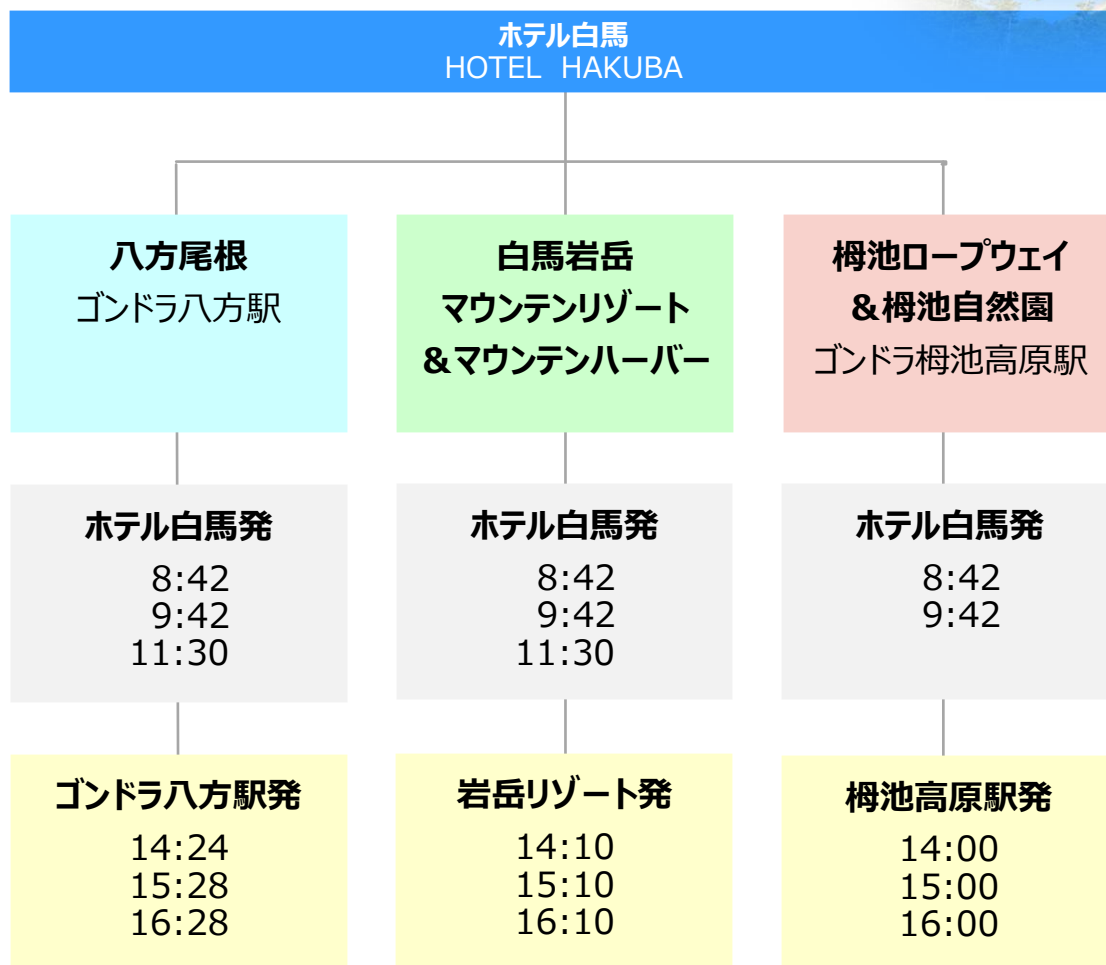 ホテル白馬
HOTEL HAKUBA
八方尾根
ゴンドラ八方駅
白馬岩岳
マウンテンリゾート
&マウンテンハーバー
栂池ロープウェイ
&栂池自然園
ゴンドラ栂池高原駅
ホテル白馬発
8:42
9:42
11:30
ホテル白馬発
8:42
9:42
11:30
ホテル白馬発
8:42
9:42
ゴンドラ八方駅発
14:24
15:28
16:28
岩岳リゾート発
14:10
15:10
16:10
栂池高原駅発
14:00
15:00
16:00